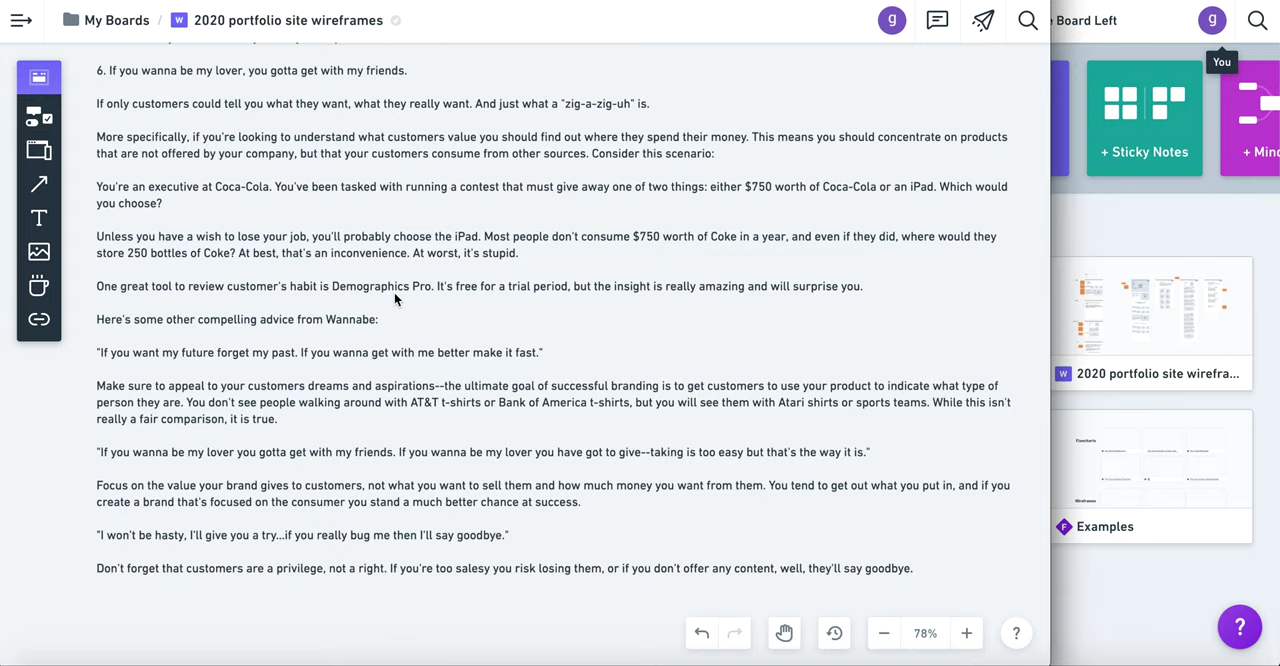 My Boards / W 2020 portfolio site wireframes
g
e Board Left
g
You
6. If you wanna be my lover, you gotta get with my friends.
If only customers could tell you what they want, what they really want. And just what a "zig-a-zig-uh" is.
More specifically, if you're looking to understand what customers value you should find out where they spend their money. This means you should concentrate on products
that are not offered by your company, but that your customers consume from other sources. Consider this scenario:
You're an executive at Coca-Cola. You've been tasked with running a contest that must give away one of two things: either $750 worth of Coca-Cola or an iPad. Which would
you choose?
Unless you have a wish to lose your job, you'll probably choose the iPad. Most people don't consume $750 worth of Coke in a year, and even if they did, where would they
store 250 bottles of Coke? At best, that's an inconvenience. At worst, it's stupid.
One great tool to review customer's habit is Demographics Pro. It's free for a trial period, but the insight is really amazing and will surprise you.
Here's some other compelling advice from Wannabe:
"If you want my future forget my past. If you wanna get with me better make it fast."
Make sure to appeal to your customers dreams and aspirations--the ultimate goal of successful branding is to get customers to use your product to indicate what type of
person they are. You don't see people walking around with AT&T t-shirts or Bank of America t-shirts, but you will see them with Atari shirts or sports teams. While this isn't
really a fair comparison, it is true.
"If you wanna be my lover you gotta get with my friends. If you wanna be my lover you have got to give--taking is too easy but that's the way it is."
Focus on the value your brand gives to customers, not what you want to sell them and how much money you want from them. You tend to get out what you put in, and if you
create a brand that's focused on the consumer you stand a much better chance at success.
"I won't be hasty, I'll give you a try...if you really bug me then I'll say goodbye."
Don't forget that customers are a privilege, not a right. If you're too salesy you risk losing them, or if you don't offer any content, well, they'll say goodbye.
T
78%
?
+ Sticky Notes
+ Mind
W 2020 portfolio site wirefra...
Flowcharts
Wireframes
F Examples
?